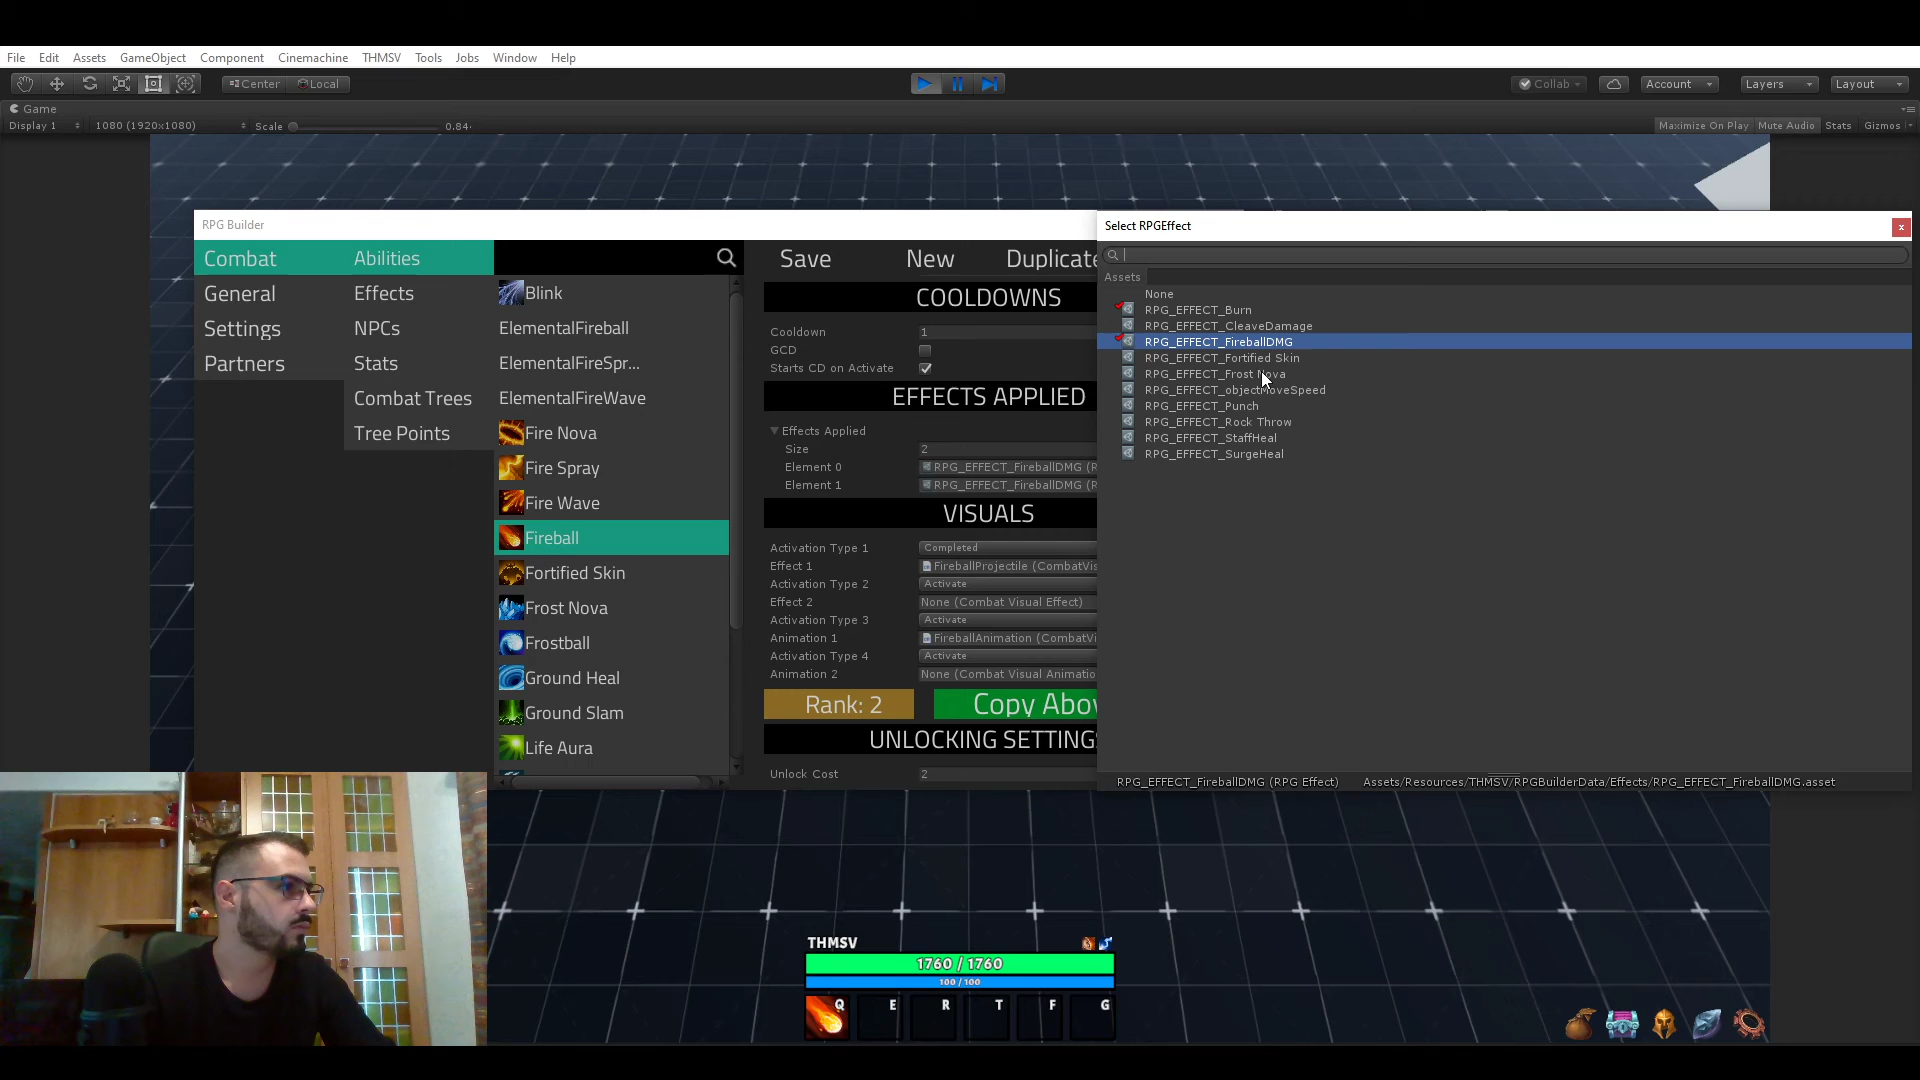 File Edit Assets GameObject Component Cinemachine THMSV Tools Jobs Window Help
Center Local Collab Account Layers Layout
Game
Display 1 1080 (1920x1080) Scale 0.84 Maximize On Play Mute Audio Stats Gizmos
RPG Builder
Combat
General
Settings
Partners
Abilities
Effects
NPCs
Stats
Combat Trees
Tree Points
Blink
ElementalFireball
ElementalFireSpr...
ElementalFireWave
Fire Nova
Fire Spray
Fire Wave
Fireball
Fortified Skin
Frost Nova
Frostball
Ground Heal
Ground Slam
Life Aura
Save New Duplicate
COOLDOWNS
Cooldown 1
GCD
Starts CD on Activate
EFFECTS APPLIED
Effects Applied
Size 2
Element 0 RPG_EFFECT_FireballDMG (R
Element 1 RPG_EFFECT_FireballDMG (R
VISUALS
Activation Type 1 Completed
Effect 1 FireballProjectile (CombatVis
Activation Type 2 Activate
Effect 2 None (Combat Visual Effect)
Activation Type 3 Activate
Animation 1 FireballAnimation (CombatVi
Activation Type 4 Activate
Animation 2 None (Combat Visual Animatio
Rank: 2 Copy Abov
UNLOCKING SETTINGS
Unlock Cost 2
Select RPGEffect x
Assets
None
RPG_EFFECT_Burn
RPG_EFFECT_CleaveDamage
RPG_EFFECT_FireballDMG
RPG_EFFECT_Fortified Skin
RPG_EFFECT_Frost Nova
RPG_EFFECT_objectMoveSpeed
RPG_EFFECT_Punch
RPG_EFFECT_Rock Throw
RPG_EFFECT_StaffHeal
RPG_EFFECT_SurgeHeal
RPG_EFFECT_FireballDMG (RPG Effect) Assets/Resources/THMSV/RPGBuilderData/Effects/RPG_EFFECT_FireballDMG.asset
THMSV
1760 / 1760
100 / 100
Q E R T F G